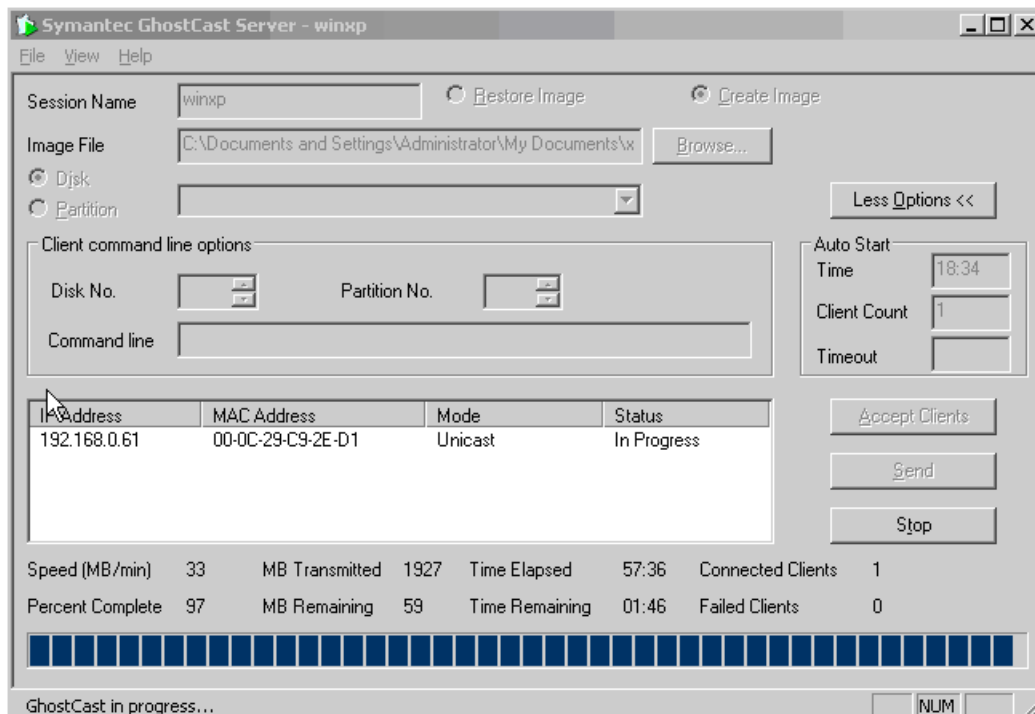 Symantec GhostCast Server - winxp
File View Help
Session Name winxp Restore Image Create Image
Image File C:\Documents and Settings\Administrator\My Documents\x Browse...
Disk
Partition
Less Options <<
Client command line options
Disk No. Partition No.
Command line
Auto Start
Time 18:34
Client Count 1
Timeout
IP Address MAC Address Mode Status
192.168.0.61 00-0C-29-C9-2E-D1 Unicast In Progress
Accept Clients
Send
Stop
Speed (MB/min) 33 MB Transmitted 1927 Time Elapsed 57:36 Connected Clients 1
Percent Complete 97 MB Remaining 59 Time Remaining 01:46 Failed Clients 0
GhostCast in progress... NUM